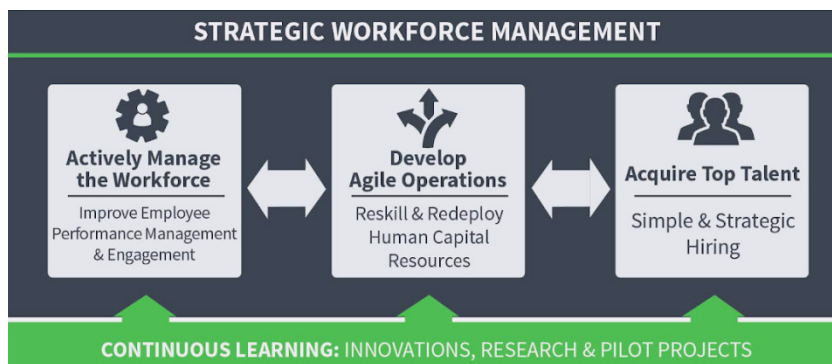 STRATEGIC WORKFORCE MANAGEMENT
Actively Manage
the Workforce
Improve Employee
Performance Management
& Engagement
Develop
Agile Operations
Reskill & Redeploy
Human Capital
Resources
Acquire Top Talent
Simple & Strategic
Hiring
CONTINUOUS LEARNING: INNOVATIONS, RESEARCH & PILOT PROJECTS